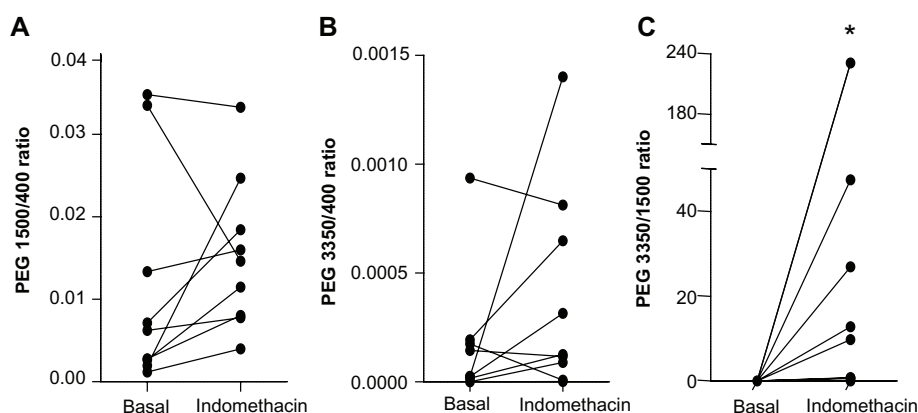 A
PEG 1500/400 ratio
0.04
0.03
0.02
0.01
0.00
Basal Indomethacin
B
PEG 3350/400 ratio
0.0015
0.0010
0.0005
0.0000
Basal Indomethacin
C
*
PEG 3350/1500 ratio
240
180
40
20
0
Basal Indomethacin